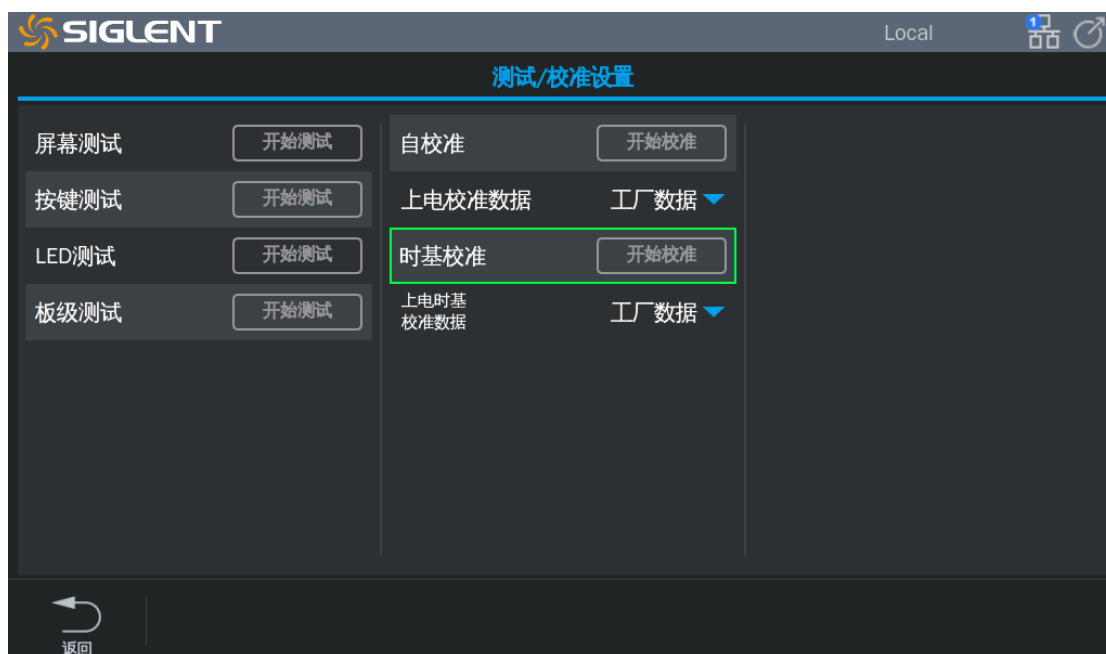 SIGLENT
Local
1
测试/校准设置
屏幕测试 开始测试
按键测试 开始测试
LED测试 开始测试
板级测试 开始测试
自校准 开始校准
上电校准数据 工厂数据
时基校准 开始校准
上电时基
校准数据 工厂数据
返回